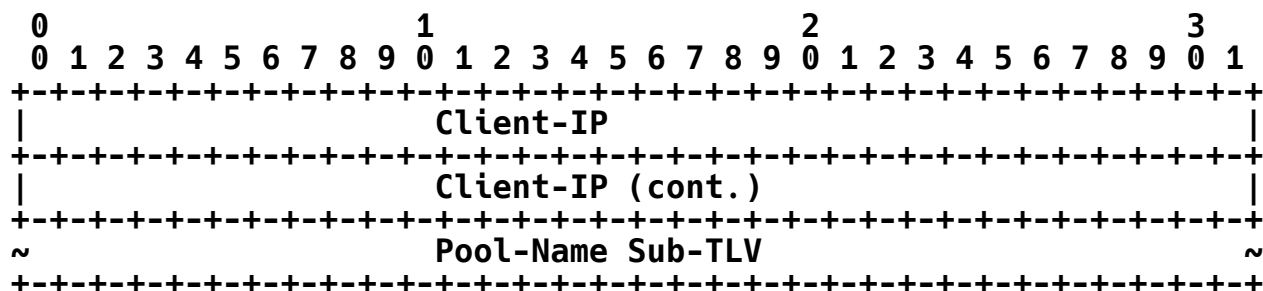 0                   1                   2                   3
 0 1 2 3 4 5 6 7 8 9 0 1 2 3 4 5 6 7 8 9 0 1 2 3 4 5 6 7 8 9 0 1
+-+-+-+-+-+-+-+-+-+-+-+-+-+-+-+-+-+-+-+-+-+-+-+-+-+-+-+-+-+-+-+-+
|                     Client-IP                                 |
+-+-+-+-+-+-+-+-+-+-+-+-+-+-+-+-+-+-+-+-+-+-+-+-+-+-+-+-+-+-+-+-+
|                     Client-IP (cont.)                         |
+-+-+-+-+-+-+-+-+-+-+-+-+-+-+-+-+-+-+-+-+-+-+-+-+-+-+-+-+-+-+-+-+
~                     Pool-Name Sub-TLV                         ~
+-+-+-+-+-+-+-+-+-+-+-+-+-+-+-+-+-+-+-+-+-+-+-+-+-+-+-+-+-+-+-+-+